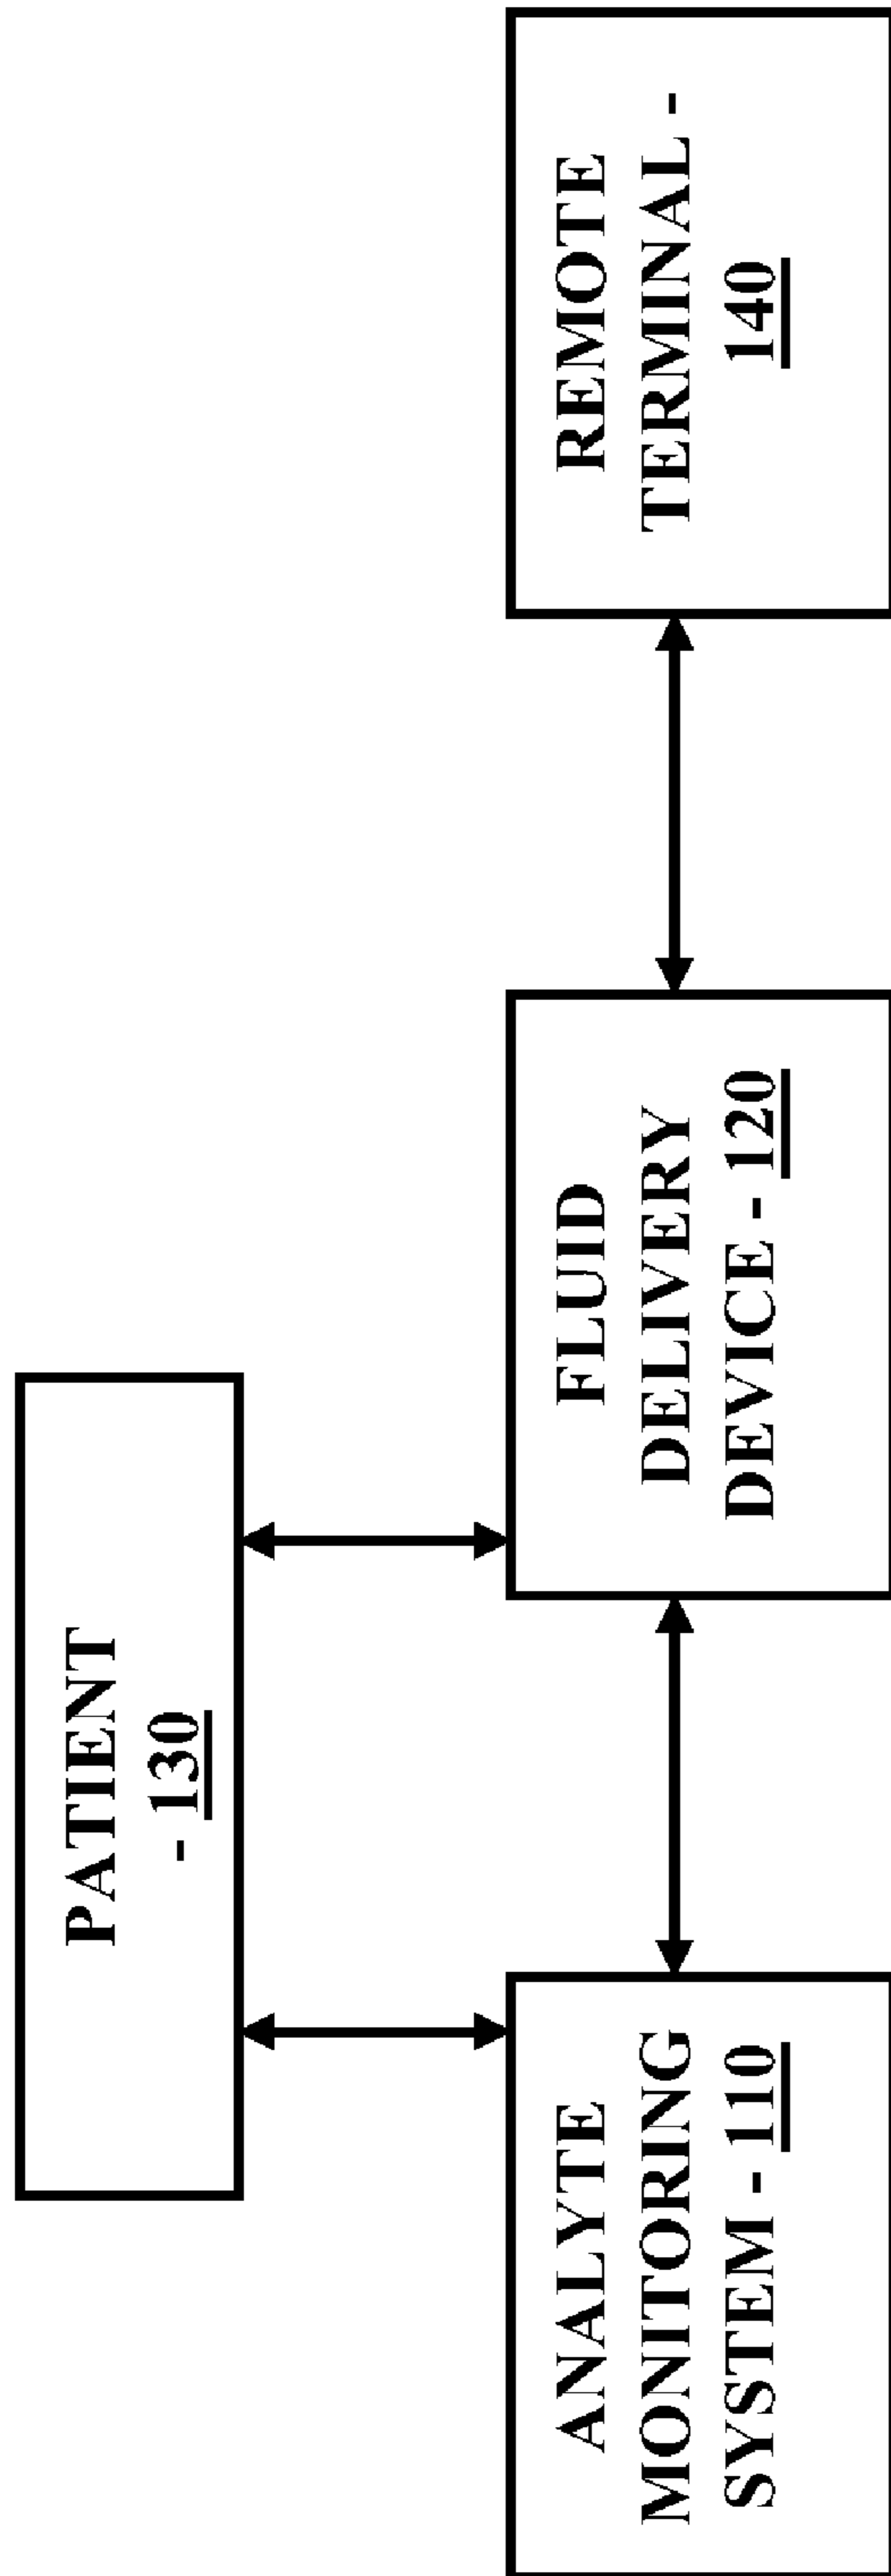 PATIENT
- 130
ANALYTE
MONITORING
SYSTEM - 110
FLUID
DELIVERY
DEVICE - 120
REMOTE
TERMINAL -
140